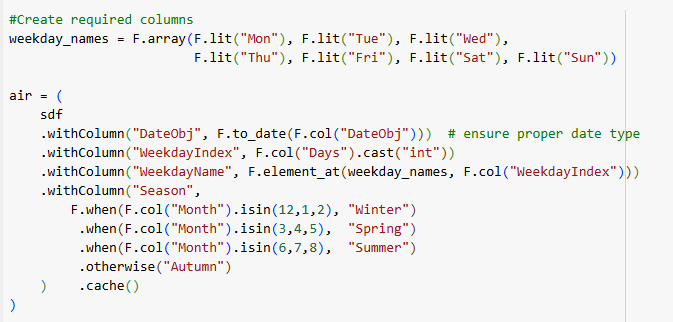 #Create required columns
weekday_names = F.array(F.lit("Mon"), F.lit("Tue"), F.lit("Wed"),
                        F.lit("Thu"), F.lit("Fri"), F.lit("Sat"), F.lit("Sun"))

air = (
    sdf
    .withColumn("DateObj", F.to_date(F.col("DateObj")))  # ensure proper date type
    .withColumn("WeekdayIndex", F.col("Days").cast("int"))
    .withColumn("WeekdayName", F.element_at(weekday_names, F.col("WeekdayIndex")))
    .withColumn("Season",
        F.when(F.col("Month").isin(12,1,2), "Winter")
         .when(F.col("Month").isin(3,4,5),  "Spring")
         .when(F.col("Month").isin(6,7,8),  "Summer")
         .otherwise("Autumn")
    )    .cache()
)